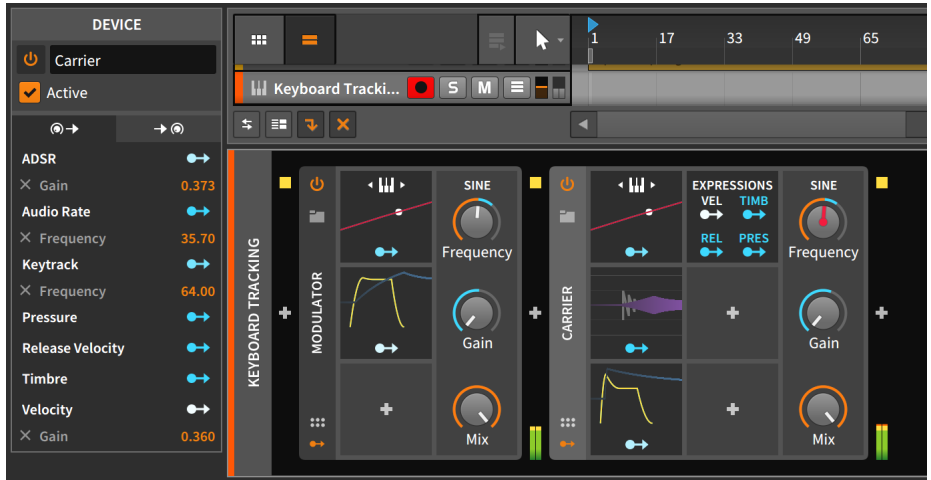 DEVICE
Carrier
Active
ADSR
Gain 0.373
Audio Rate
Frequency 35.70
Keytrack
Frequency 64.00
Pressure
Release Velocity
Timbre
Velocity
Gain 0.360
1 17 33 49 65
Keyboard Tracki... S M
KEYBOARD TRACKING
MODULATOR
SINE
Frequency
Gain
Mix
CARRIER
EXPRESSIONS
VEL TIMB
REL PRES
SINE
Frequency
Gain
Mix